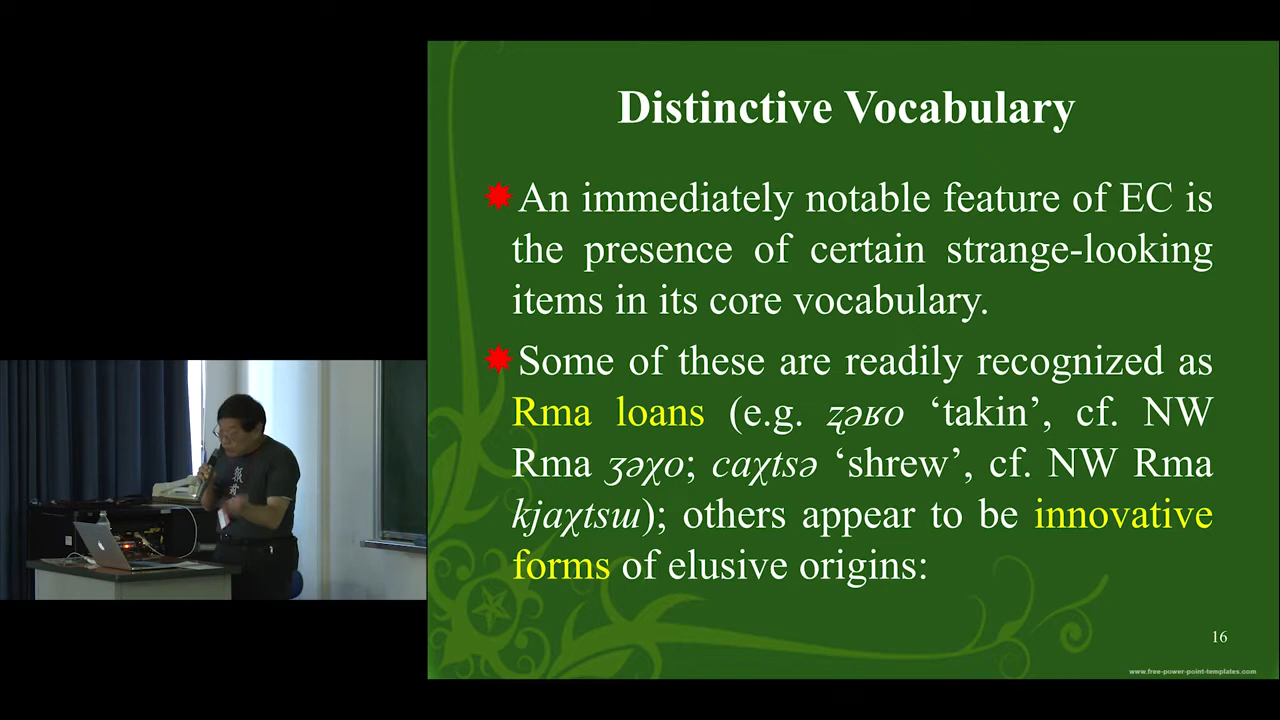 Distinctive Vocabulary
An immediately notable feature of EC is
the presence of certain strange-looking
items in its core vocabulary.
Some of these are readily recognized as
Rma loans (e.g. ʐəʁo ‘takin’, cf. NW
Rma ʒəχo; caχtsə ‘shrew’, cf. NW Rma
kjaχtsɯ); others appear to be innovative
forms of elusive origins:
16
www.free-power-point-templates.com